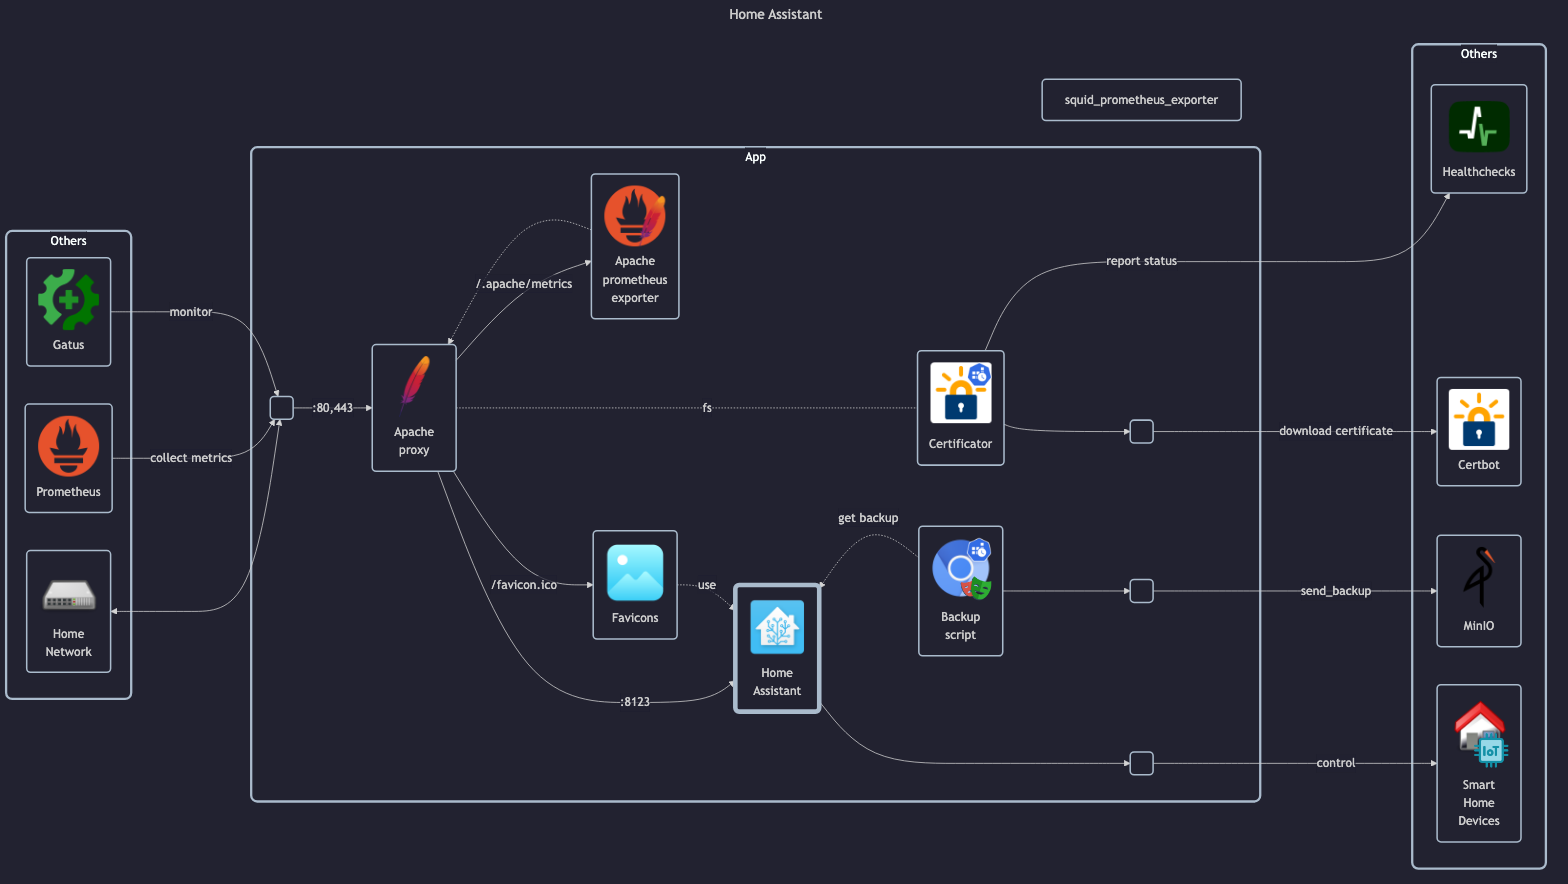 Home Assistant
Others
Gatus
Prometheus
Home
Network
monitor
collect metrics
squid_prometheus_exporter
App
:80,443
Apache
proxy
/.apache/metrics
Apache
prometheus
exporter
fs
/favicon.ico
Favicons
use
:8123
Home
Assistant
get backup
Certificator
Backup
script
report status
download certificate
send_backup
control
Others
Healthchecks
Certbot
MinIO
IoT
Smart
Home
Devices